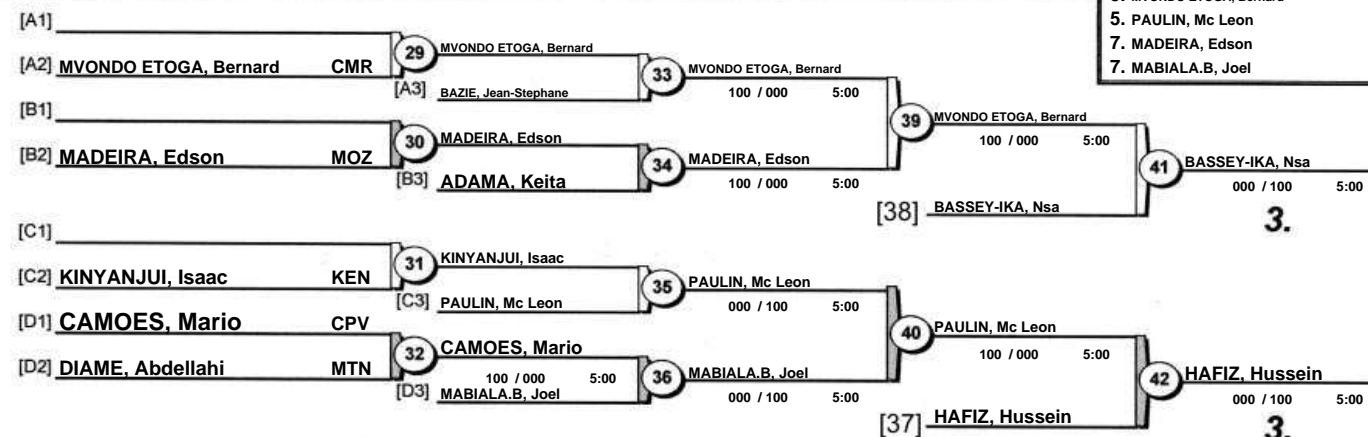 5. PAULIN, Mc Leon
7. MADEIRA, Edson
7. MABIALA.B, Joel
[A1]
[A2] MVONDO ETOGA, Bernard CMR
29
MVONDO ETOGA, Bernard
[A3] BAZIE, Jean-Stephane
33
MVONDO ETOGA, Bernard
100 / 000 5:00
[B1]
[B2] MADEIRA, Edson MOZ
30
MADEIRA, Edson
[B3] ADAMA, Keita
34
MADEIRA, Edson
100 / 000 5:00
39
MVONDO ETOGA, Bernard
100 / 000 5:00
[38] BASSEY-IKA, Nsa
41
BASSEY-IKA, Nsa
000 / 100 5:00
3.
[C1]
[C2] KINYANJUI, Isaac KEN
31
KINYANJUI, Isaac
[C3] PAULIN, Mc Leon
35
PAULIN, Mc Leon
000 / 100 5:00
[D1] CAMOES, Mario CPV
[D2] DIAME, Abdellahi MTN
32
CAMOES, Mario
100 / 000 5:00
[D3] MABIALA.B, Joel
36
MABIALA.B, Joel
000 / 100 5:00
40
PAULIN, Mc Leon
100 / 000 5:00
[37] HAFIZ, Hussein
42
HAFIZ, Hussein
000 / 100 5:00
3.